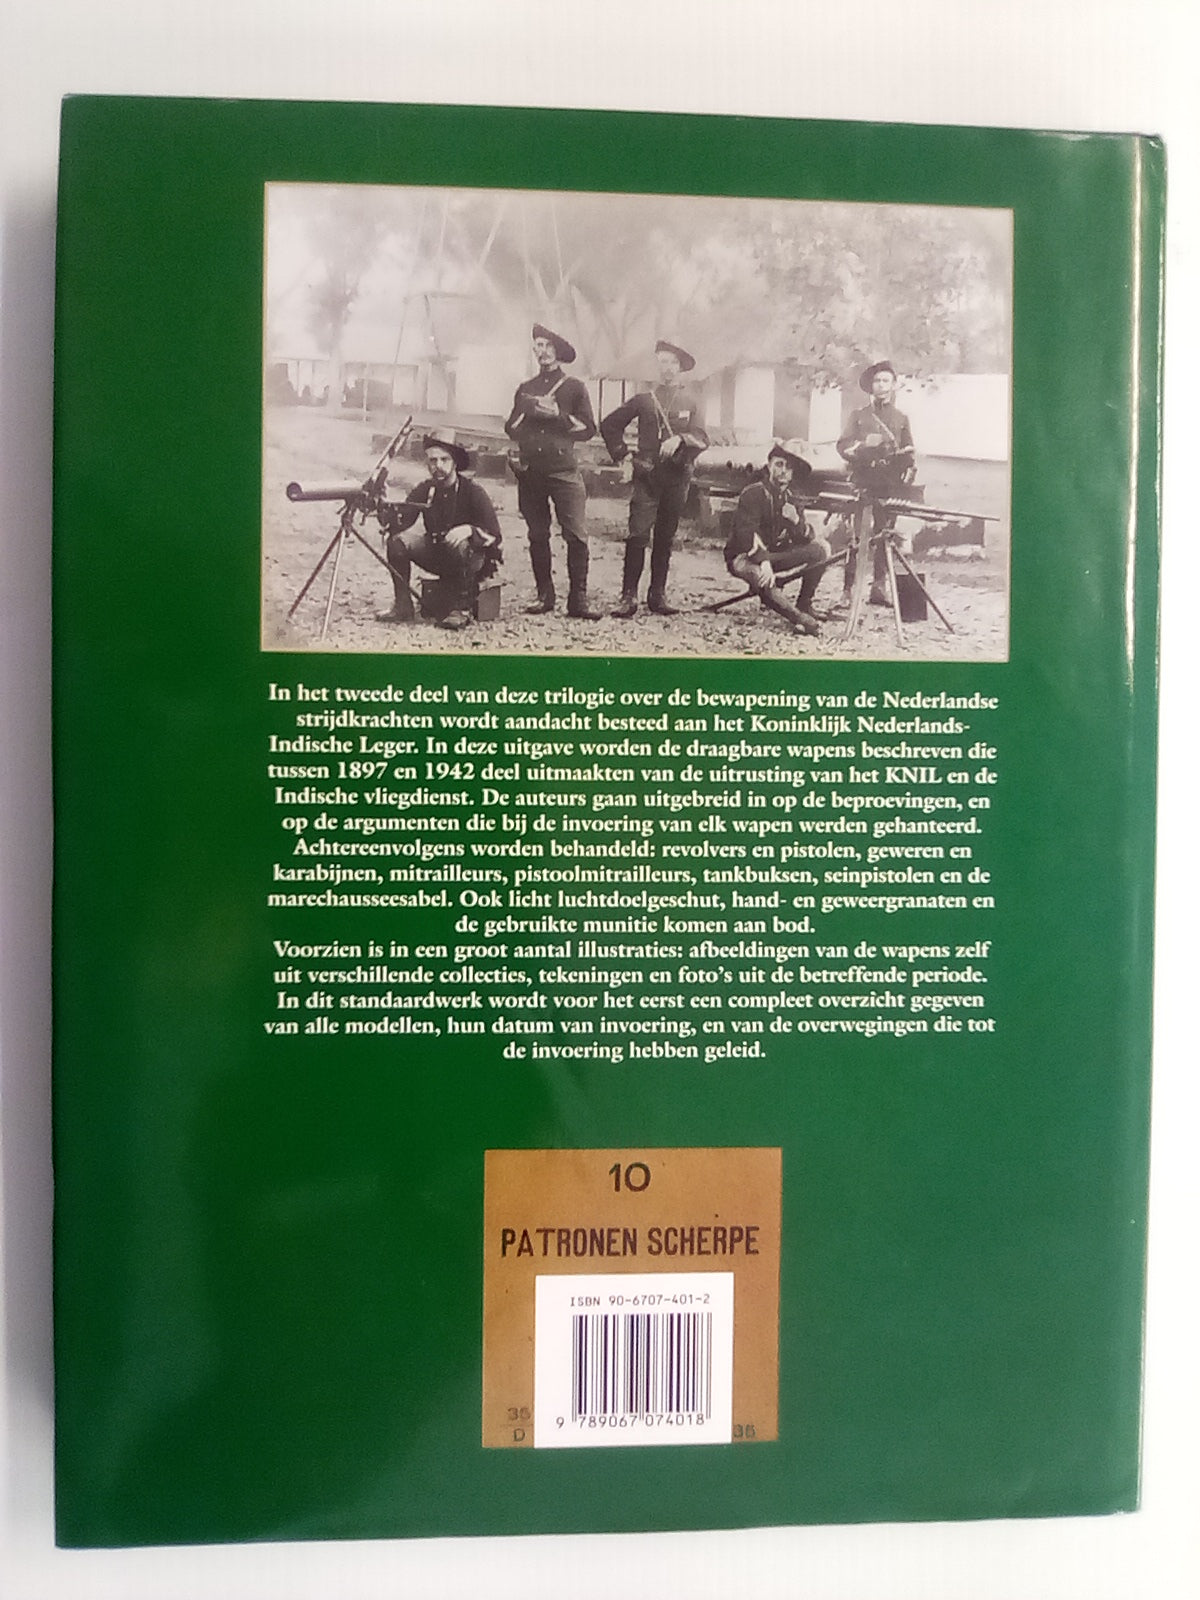 In het tweede deel van deze trilogie over de bewapening van de Nederlandse
strijdkrachten wordt aandacht besteed aan het Koninklijk Nederlands-
Indische Leger. In deze uitgave worden de draagbare wapens beschreven die
tussen 1897 en 1942 deel uitmaakten van de uitrusting van het KNIL en de
Indische vliegdienst. De auteurs gaan uitgebreid in op de beproevingen, en
op de argumenten die bij de invoering van elk wapen werden gehanteerd.
Achtereenvolgens worden behandeld: revolvers en pistolen, geweren en
karabijnen, mitrailleurs, pistoolmitrailleurs, tankbuksen, seinpistolen en de
marechausseesabel. Ook licht luchtdoelgeschut, hand- en geweergranaten en
de gebruikte munitie komen aan bod.
Voorzien is in een groot aantal illustraties: afbeeldingen van de wapens zelf
uit verschillende collecties, tekeningen en foto's uit de betreffende periode.
In dit standaardwerk wordt voor het eerst een compleet overzicht gegeven
van alle modellen, hun datum van invoering, en van de overwegingen die tot
de invoering hebben geleid.
10
PATRONEN SCHERPE
ISBN 90-6707-401-2
9 789067 074018
35
D
36